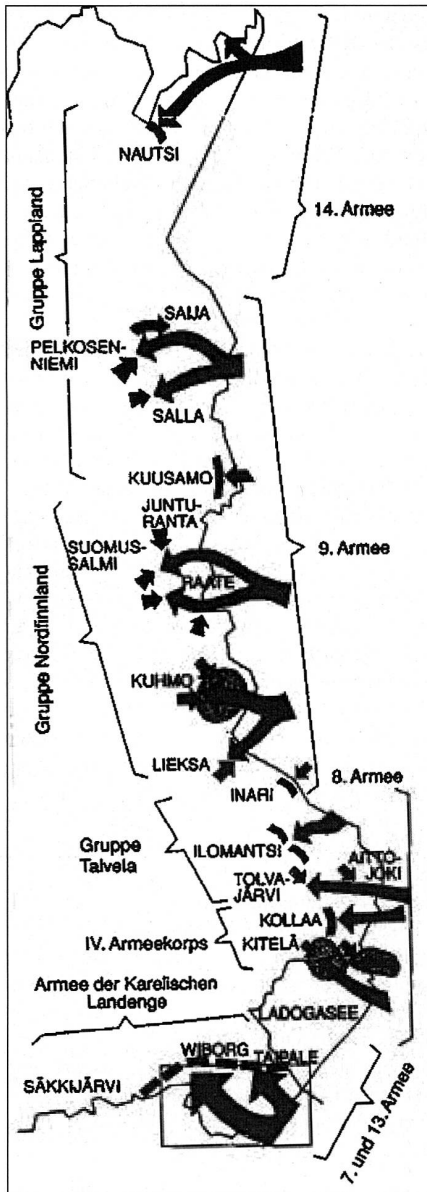 NAUTSI
14. Armee
Gruppe Lappland
SAIJA
PELKOSEN-
NIEMI
SALLA
KUUSAMO
JUNTU-
RANTA
SUOMUS-
SALMI
RAATE
9. Armee
Gruppe Nordfinnland
KUHMO
LIEKSA
INARI
8. Armee
Gruppe
Talvela
ILOMANTSI
AITTO-
JOKI
TOLVA-
JÄRVI
KOLLAA
IV. Armeekorps
KITELÄ
Armee der Karelischen
Landenge
LADOGASEE
WIBORG
TAIPALE
SÄKKIJÄRVI
7. und 13. Armee